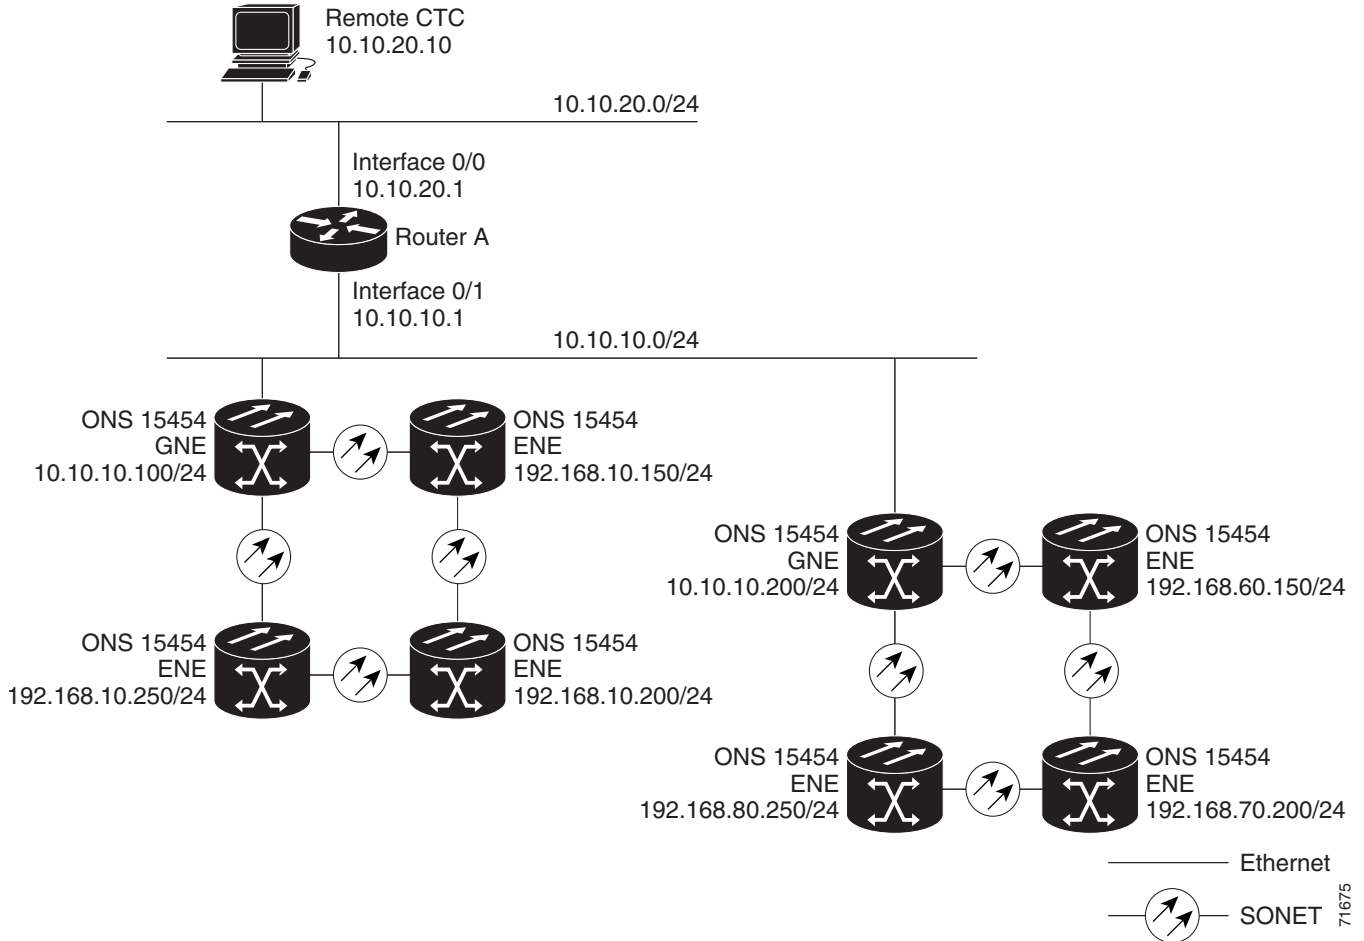 Remote CTC
10.10.20.10
10.10.20.0/24
Interface 0/0
10.10.20.1
Router A
Interface 0/1
10.10.10.1
10.10.10.0/24
ONS 15454
GNE
10.10.10.100/24
ONS 15454
ENE
192.168.10.150/24
ONS 15454
GNE
10.10.10.200/24
ONS 15454
ENE
192.168.60.150/24
ONS 15454
ENE
192.168.10.250/24
ONS 15454
ENE
192.168.10.200/24
ONS 15454
ENE
192.168.80.250/24
ONS 15454
ENE
192.168.70.200/24
Ethernet
SONET
71675